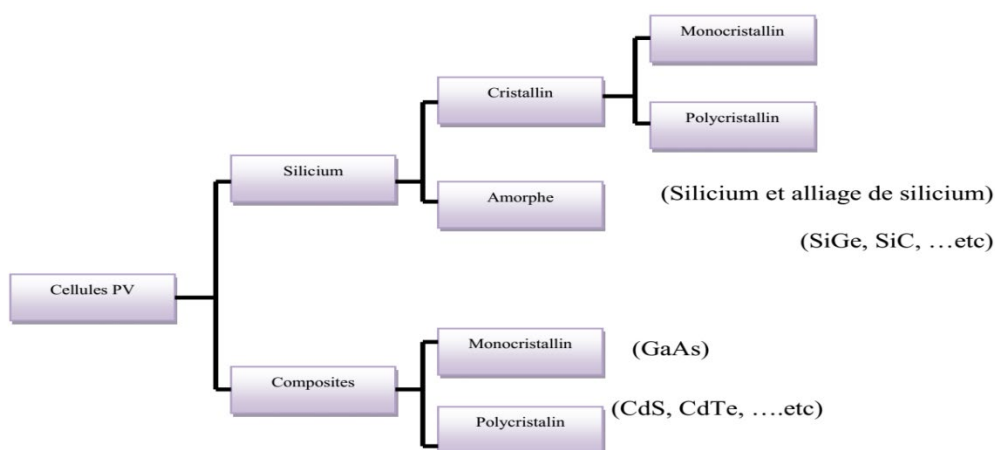 Monocristallin
Cristallin
Polycristallin
Silicium
Amorphe
(Silicium et alliage de silicium)
(SiGe, SiC, …etc)
Cellules PV
Monocristallin
(GaAs)
Composites
(CdS, CdTe, ….etc)
Polycristalin